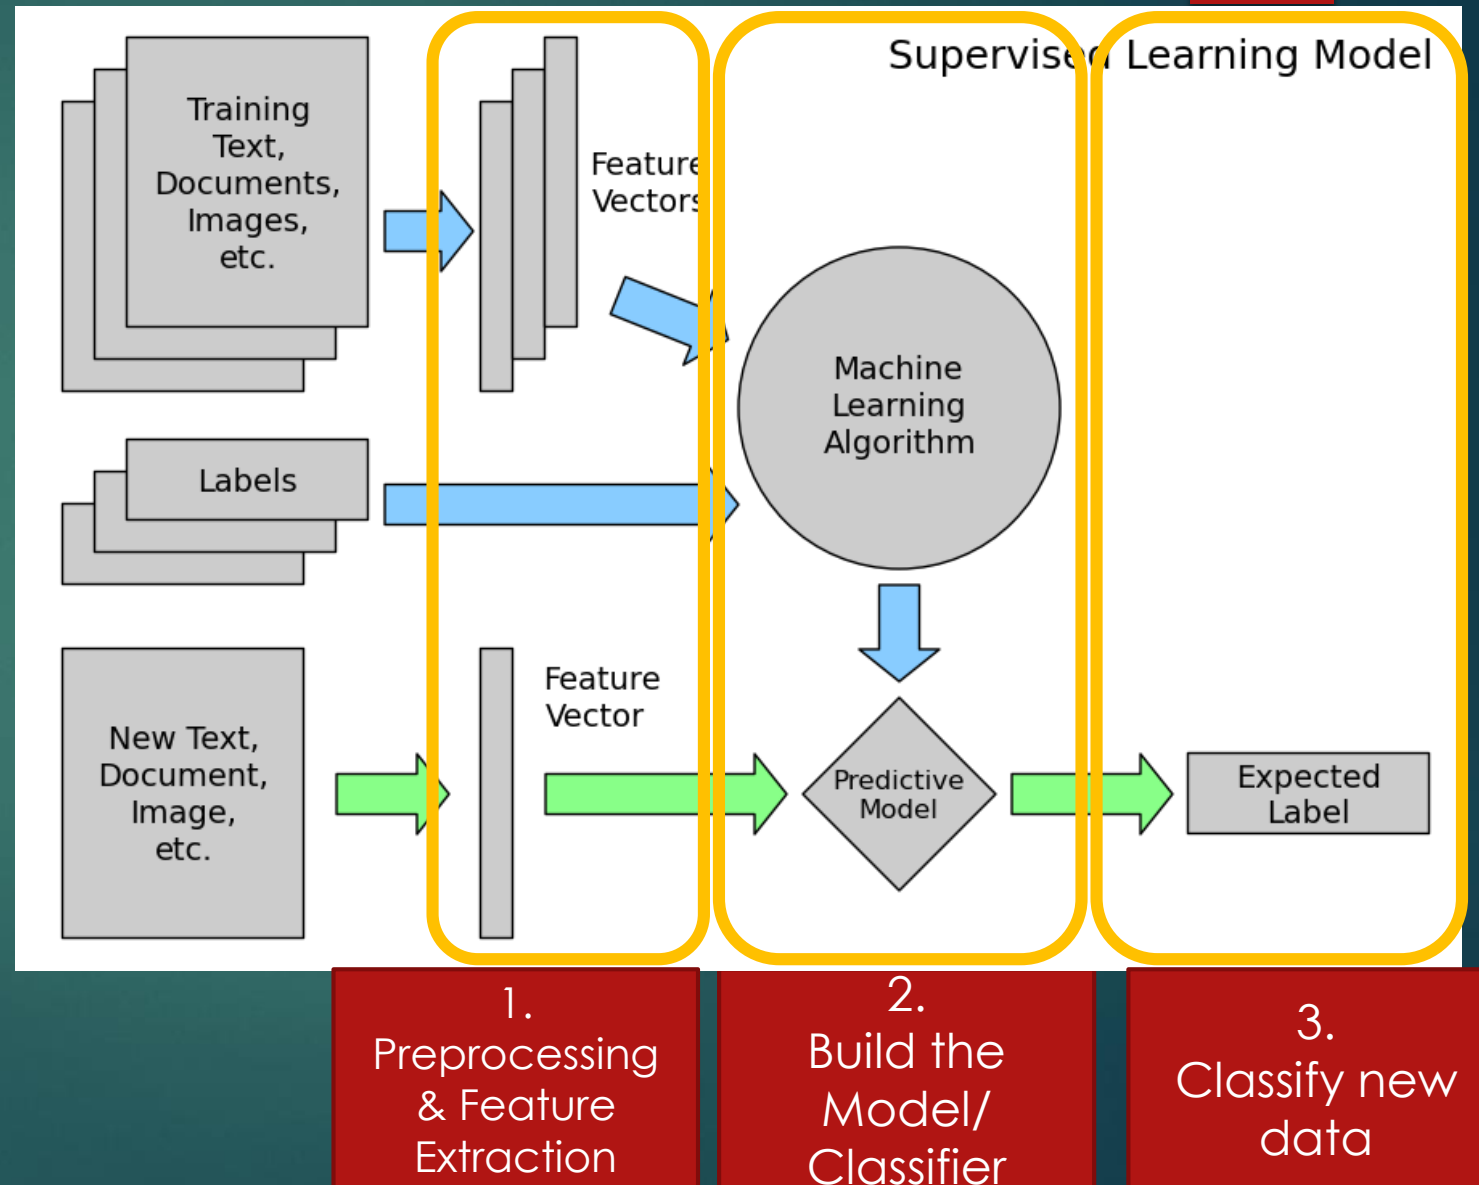 Supervised Learning Model
Training
Text,
Documents,
Images,
etc.
Feature
Vectors
Machine
Learning
Algorithm
Labels
Feature
Vector
New Text,
Document,
Image,
etc.
Predictive
Model
Expected
Label
1.
Preprocessing
& Feature
Extraction
2.
Build the
Model/
Classifier
3.
Classify new
data